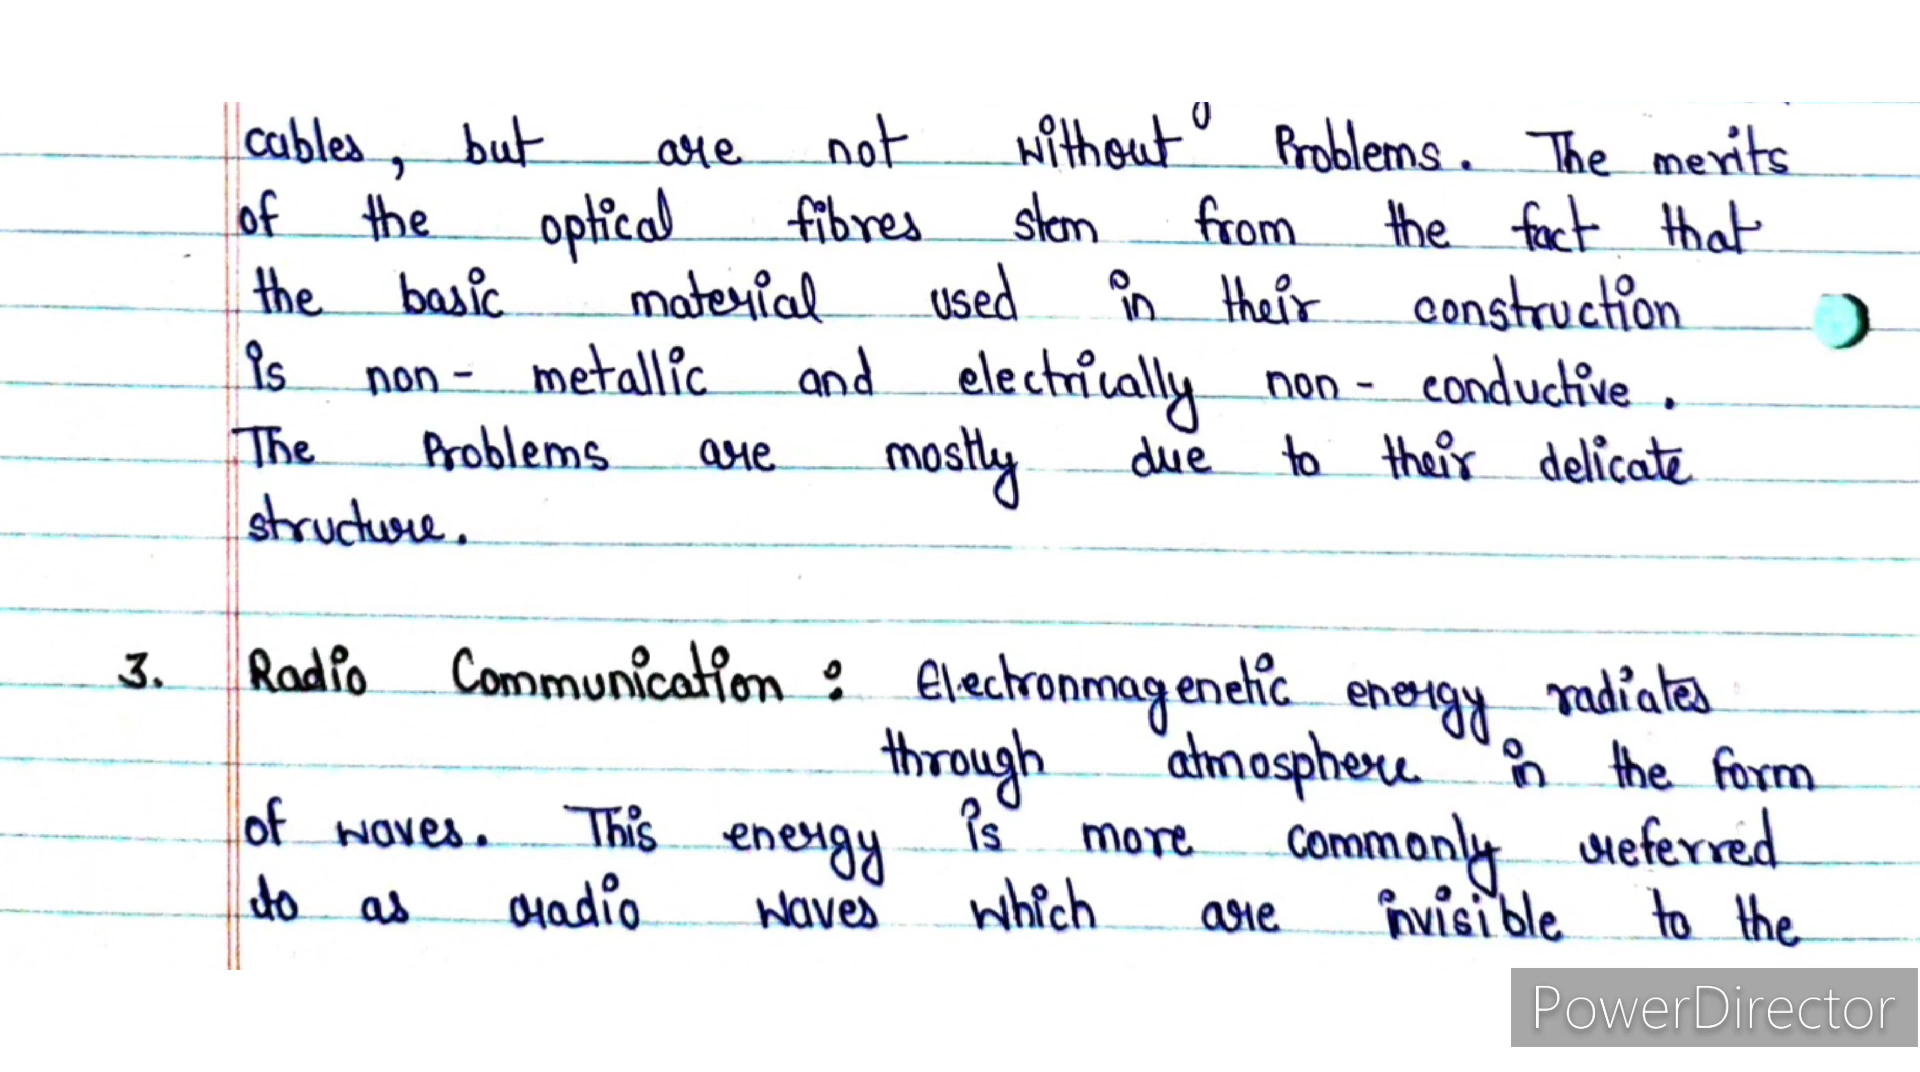 cables, but are not without Problems. The merits
of the optical fibres stem from the fact that
the basic material used in their construction
is non- metallic and electrically non- conductive.
The Problems are mostly due to their delicate
structure.
3. Radio Communication: Electronmagenetic energy radiates
through atmosphere in the form
of waves. This energy is more commonly referred
to as radio waves which are invisible to the
PowerDirector